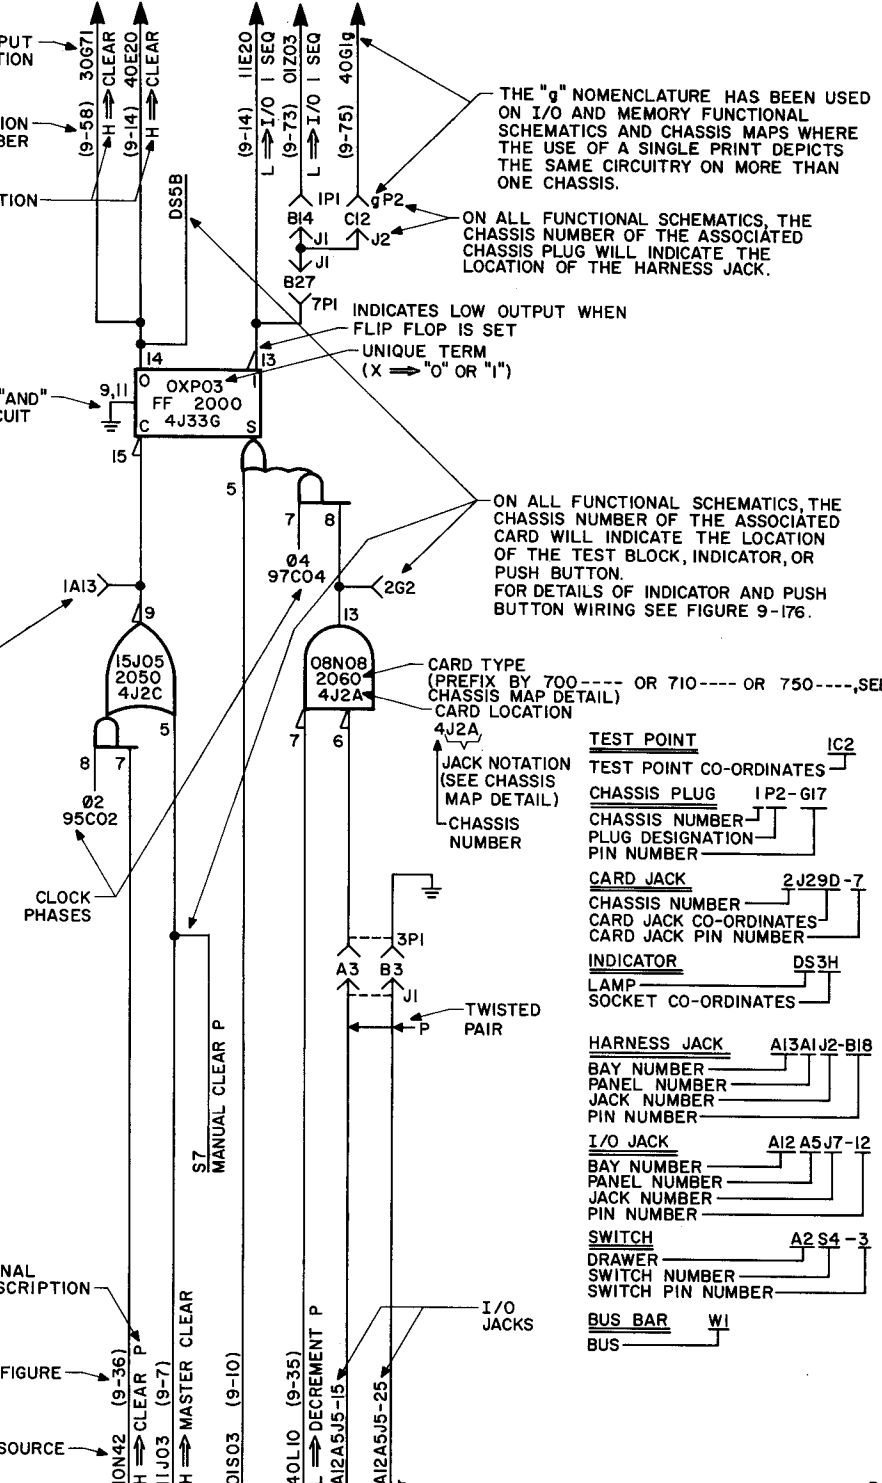 PUT
TION
30G71
(9-58)
H ⟹ CLEAR
40E20
(9-14)
H ⟹ CLEAR
11E20
(9-14)
L ⟹ I/O 1 SEQ
01Z03
(9-73)
L ⟹ I/O 1 SEQ
40G1g
(9-75)
THE "g" NOMENCLATURE HAS BEEN USED
ON I/O AND MEMORY FUNCTIONAL
SCHEMATICS AND CHASSIS MAPS WHERE
THE USE OF A SINGLE PRINT DEPICTS
THE SAME CIRCUITRY ON MORE THAN
ONE CHASSIS.
ION
BER
TION
DS5B
1P1
gP2
B14
C12
J1
J2
J1
B27
7P1
ON ALL FUNCTIONAL SCHEMATICS, THE
CHASSIS NUMBER OF THE ASSOCIATED
CHASSIS PLUG WILL INDICATE THE
LOCATION OF THE HARNESS JACK.
INDICATES LOW OUTPUT WHEN
FLIP FLOP IS SET
UNIQUE TERM
(X ⟹ "0" OR "1")
14
13
0
1
0XP03
FF 2000
4J33G
C
S
9,11
"AND"
CUIT
15
5
7
8
Ø4
97C04
ON ALL FUNCTIONAL SCHEMATICS, THE
CHASSIS NUMBER OF THE ASSOCIATED
CARD WILL INDICATE THE LOCATION
OF THE TEST BLOCK, INDICATOR, OR
PUSH BUTTON.
FOR DETAILS OF INDICATOR AND PUSH
BUTTON WIRING SEE FIGURE 9-176.
1A13
2G2
9
13
15J05
2050
4J2C
08N08
2060
4J2A
CARD TYPE
(PREFIX BY 700---- OR 710---- OR 750----, SEE
CHASSIS MAP DETAIL)
CARD LOCATION
4J2A
JACK NOTATION
(SEE CHASSIS
MAP DETAIL)
CHASSIS
NUMBER
5
7
6
8
7
Ø2
95C02
CLOCK
PHASES
TEST POINT
1C2
TEST POINT CO-ORDINATES
CHASSIS PLUG
1P2-G17
CHASSIS NUMBER
PLUG DESIGNATION
PIN NUMBER
CARD JACK
2J29D-7
CHASSIS NUMBER
CARD JACK CO-ORDINATES
CARD JACK PIN NUMBER
INDICATOR
DS3H
LAMP
SOCKET CO-ORDINATES
3P1
A3
B3
J1
P
TWISTED
PAIR
S7
MANUAL CLEAR P
HARNESS JACK
A13A1J2-B18
BAY NUMBER
PANEL NUMBER
JACK NUMBER
PIN NUMBER
I/O JACK
A12A5J7-12
BAY NUMBER
PANEL NUMBER
JACK NUMBER
PIN NUMBER
SWITCH
A2S4-3
DRAWER
SWITCH NUMBER
SWITCH PIN NUMBER
BUS BAR
W1
BUS
NAL
SCRIPTION
FIGURE
SOURCE
10N42 (9-36)
H ⟹ CLEAR P
11J03 (9-7)
H ⟹ MASTER CLEAR
01S03 (9-10)
40L10 (9-35)
L ⟹ DECREMENT P
A12A5J5-15
A12A5J5-25
I/O
JACKS